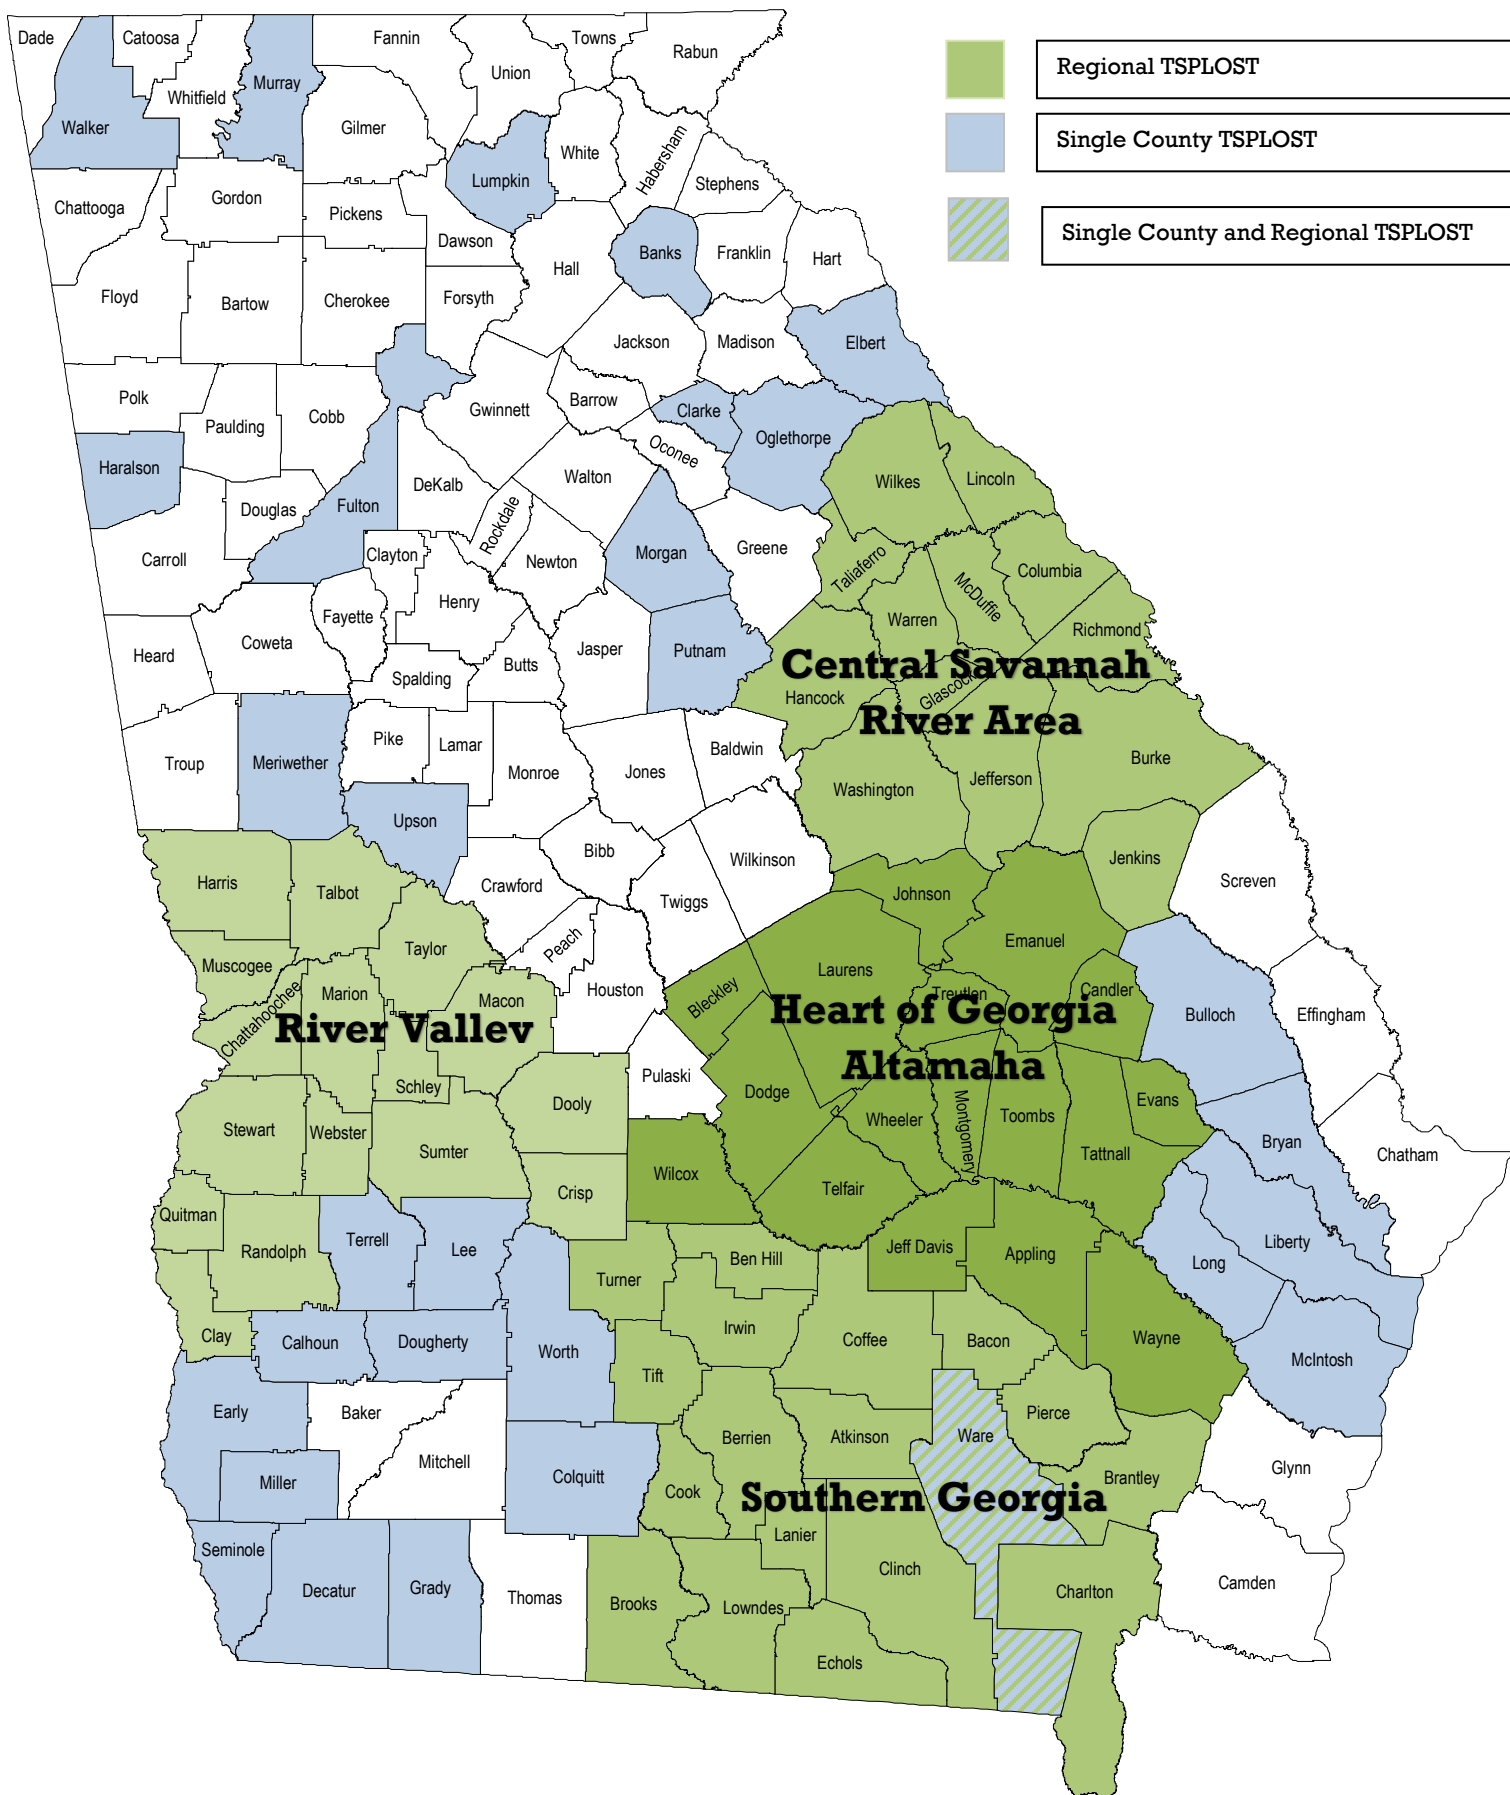 Dade
Catoosa
Fannin
Towns
Rabun
Union
Murray
Whitfield
Walker
Gilmer
White
Habersham
Stephens
Lumpkin
Chattooga
Gordon
Pickens
Dawson
Hall
Banks
Franklin
Hart
Floyd
Bartow
Cherokee
Forsyth
Jackson
Madison
Elbert
Polk
Paulding
Cobb
Gwinnett
Barrow
Clarke
Oconee
Oglethorpe
Haralson
Douglas
Fulton
DeKalb
Rockdale
Walton
Wilkes
Lincoln
Carroll
Clayton
Newton
Morgan
Greene
Taliaferro
McDuffie
Columbia
Henry
Fayette
Coweta
Heard
Spalding
Butts
Jasper
Putnam
Warren
Richmond
Central Savannah
River Area
Hancock
Glascock
Troup
Meriwether
Pike
Lamar
Monroe
Jones
Baldwin
Washington
Jefferson
Burke
Upson
Bibb
Wilkinson
Jenkins
Screven
Harris
Talbot
Crawford
Twiggs
Johnson
Emanuel
Muscogee
Taylor
Peach
Houston
Bleckley
Laurens
Treutlen
Candler
Bulloch
Effingham
Chattahoochee
Marion
Macon
River Valley
Heart of Georgia
Altamaha
Schley
Pulaski
Dooly
Dodge
Wheeler
Montgomery
Toombs
Evans
Tattnall
Bryan
Chatham
Stewart
Webster
Sumter
Crisp
Wilcox
Telfair
Quitman
Randolph
Terrell
Lee
Turner
Ben Hill
Jeff Davis
Appling
Long
Liberty
Clay
Calhoun
Dougherty
Worth
Irwin
Coffee
Bacon
Wayne
McIntosh
Tift
Early
Baker
Mitchell
Berrien
Atkinson
Ware
Pierce
Miller
Colquitt
Cook
Southern Georgia
Brantley
Glynn
Seminole
Decatur
Grady
Thomas
Brooks
Lanier
Lowndes
Clinch
Echols
Charlton
Camden
Regional TSPLOST
Single County TSPLOST
Single County and Regional TSPLOST